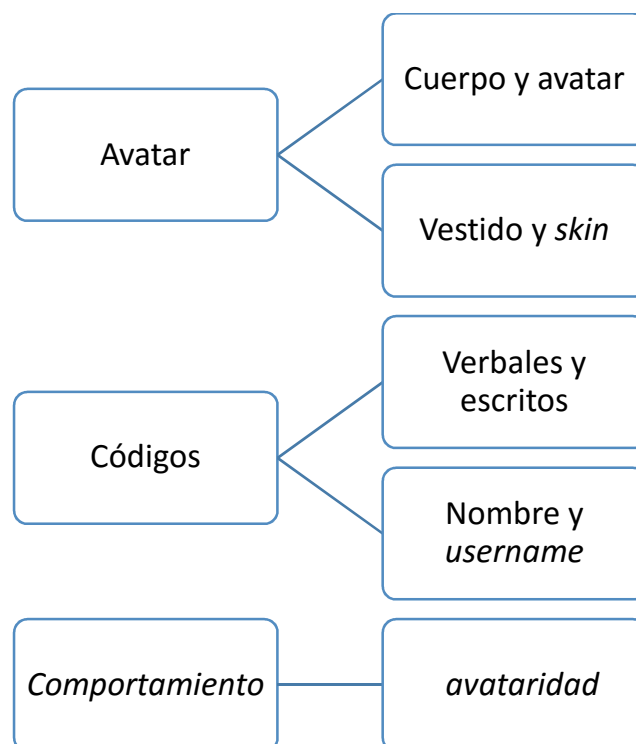 Avatar
Cuerpo y avatar
Vestido y skin
Códigos
Verbales y
escritos
Nombre y
username
Comportamiento
avataridad